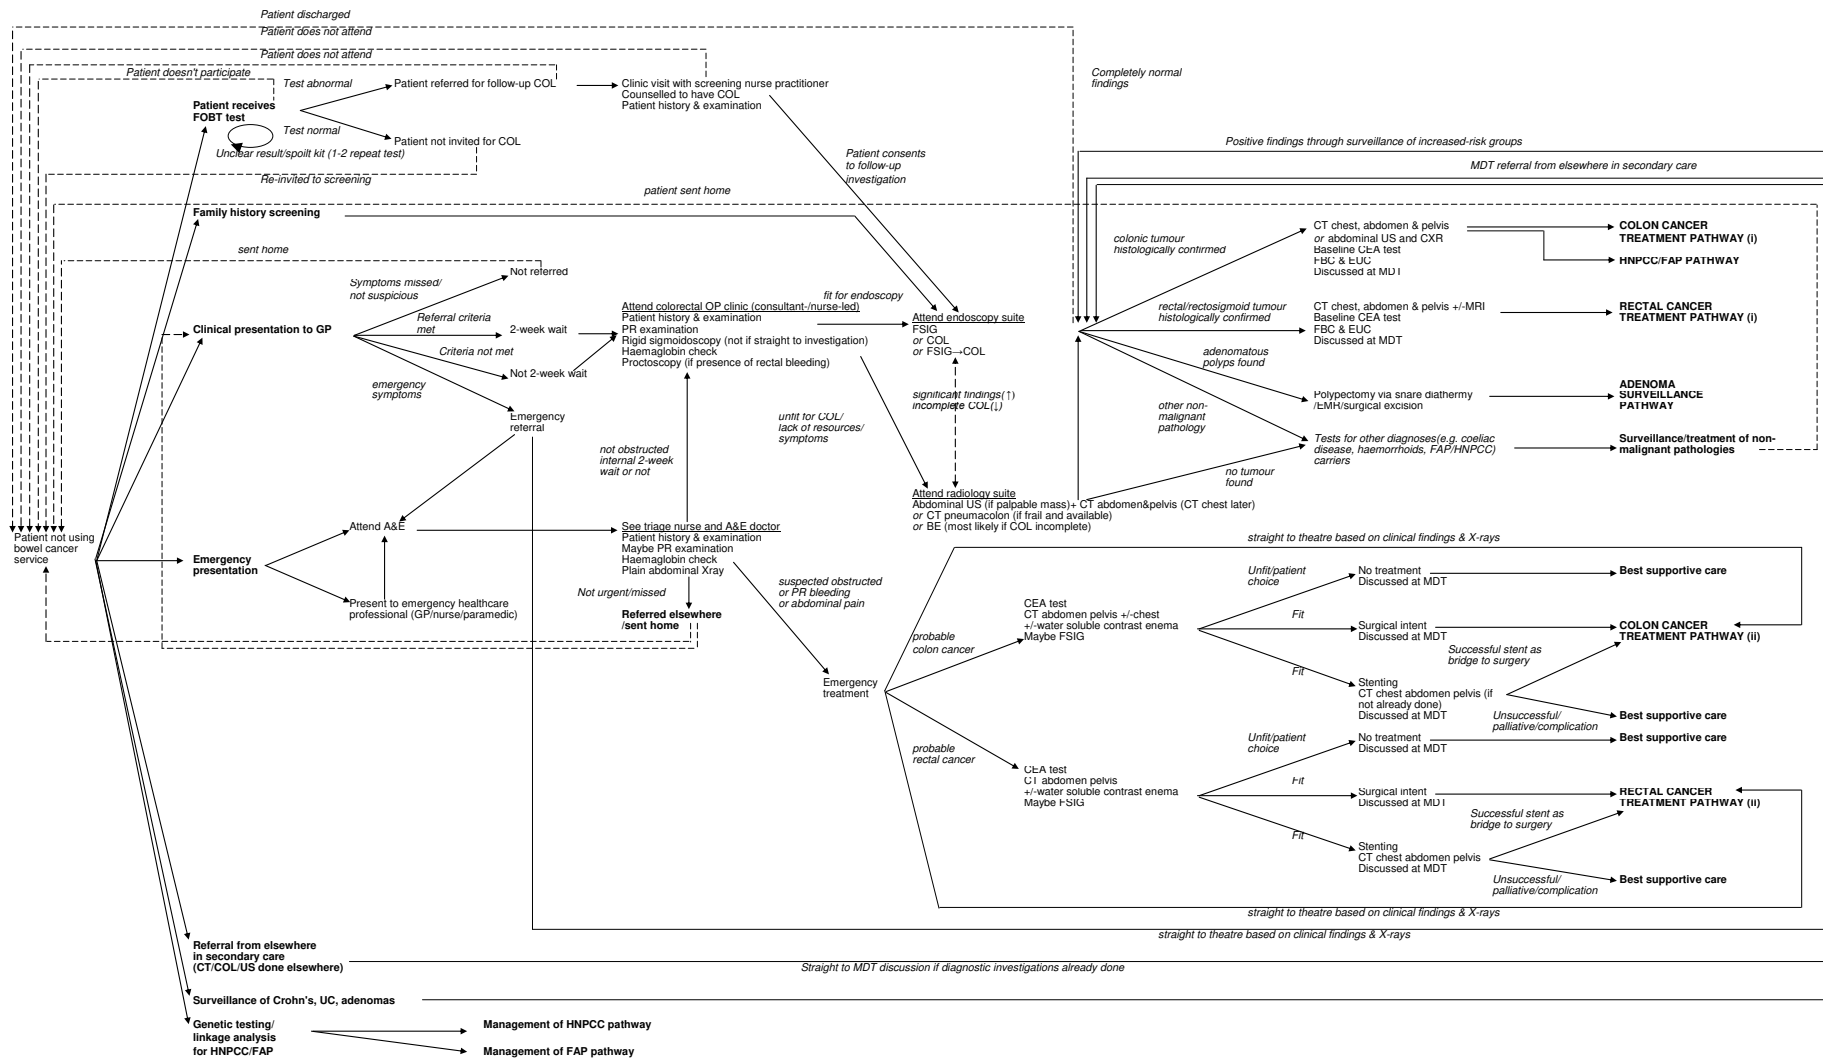 Patient discharged
Patient does not attend
Patient does not attend
Patient doesn't participate
Test abnormal
Patient receives
FOBT test
Test normal
Unclear result/spoilt kit (1-2 repeat test)
Re-invited to screening
Patient referred for follow-up COL
Patient not invited for COL
Clinic visit with screening nurse practitioner
Counselled to have COL
Patient history & examination
Patient consents
to follow-up
investigation
Completely normal
findings
Positive findings through surveillance of increased-risk groups
MDT referral from elsewhere in secondary care
patient sent home
Family history screening
sent home
Symptoms missed/
not suspicious
Not referred
Clinical presentation to GP
Referral criteria
met
2-week wait
Criteria not met
Not 2-week wait
emergency
symptoms
Emergency
referral
Attend colorectal OP clinic (consultant-/nurse-led)
Patient history & examination
PR examination
Rigid sigmoidoscopy (not if straight to investigation)
Haemaglobin check
Proctoscopy (if presence of rectal bleeding)
fit for endoscopy
Attend endoscopy suite
FSIG
or COL
or FSIG→COL
significant findings(↑)
incomplete COL(↓)
unfit for COL/
lack of resources/
symptoms
not obstructed
internal 2-week
wait or not
Attend radiology suite
Abdominal US (if palpable mass)+ CT abdomen&pelvis (CT chest later)
or CT pneumacolon (if frail and available)
or BE (most likely if COL incomplete)
colonic tumour
histologically confirmed
CT chest, abdomen & pelvis
or abdominal US and CXR
Baseline CEA test
FBC & EUC
Discussed at MDT
COLON CANCER
TREATMENT PATHWAY (i)
HNPCC/FAP PATHWAY
rectal/rectosigmoid tumour
histologically confirmed
CT chest, abdomen & pelvis +/-MRI
Baseline CEA test
FBC & EUC
Discussed at MDT
RECTAL CANCER
TREATMENT PATHWAY (i)
adenomatous
polyps found
Polypectomy via snare diathermy
/EMR/surgical excision
ADENOMA
SURVEILLANCE
PATHWAY
other non-
malignant
pathology
Tests for other diagnoses(e.g. coeliac
disease, haemorrhoids, FAP/HNPCC)
carriers
Surveillance/treatment of non-
malignant pathologies
no tumour
found
Patient not using
bowel cancer
service
Emergency
presentation
Attend A&E
Present to emergency healthcare
professional (GP/nurse/paramedic)
See triage nurse and A&E doctor
Patient history & examination
Maybe PR examination
Haemaglobin check
Plain abdominal Xray
Not urgent/missed
Referred elsewhere
/sent home
suspected obstructed
or PR bleeding
or abdominal pain
Emergency
treatment
straight to theatre based on clinical findings & X-rays
probable
colon cancer
CEA test
CT abdomen pelvis +/-chest
+/-water soluble contrast enema
Maybe FSIG
Unfit/patient
choice
No treatment
Discussed at MDT
Best supportive care
Fit
Surgical intent
Discussed at MDT
COLON CANCER
TREATMENT PATHWAY (ii)
Successful stent as
bridge to surgery
Fit
Stenting
CT chest abdomen pelvis (if
not already done)
Discussed at MDT
Unsuccessful/
palliative/complication
Best supportive care
probable
rectal cancer
CEA test
CT abdomen pelvis
+/-water soluble contrast enema
Maybe FSIG
Unfit/patient
choice
No treatment
Discussed at MDT
Best supportive care
Fit
Surgical intent
Discussed at MDT
RECTAL CANCER
TREATMENT PATHWAY (ii)
Successful stent as
bridge to surgery
Fit
Stenting
CT chest abdomen pelvis
Discussed at MDT
Unsuccessful/
palliative/complication
Best supportive care
straight to theatre based on clinical findings & X-rays
straight to theatre based on clinical findings & X-rays
Referral from elsewhere
in secondary care
(CT/COL/US done elsewhere)
Straight to MDT discussion if diagnostic investigations already done
Surveillance of Crohn's, UC, adenomas
Genetic testing/
linkage analysis
for HNPCC/FAP
Management of HNPCC pathway
Management of FAP pathway